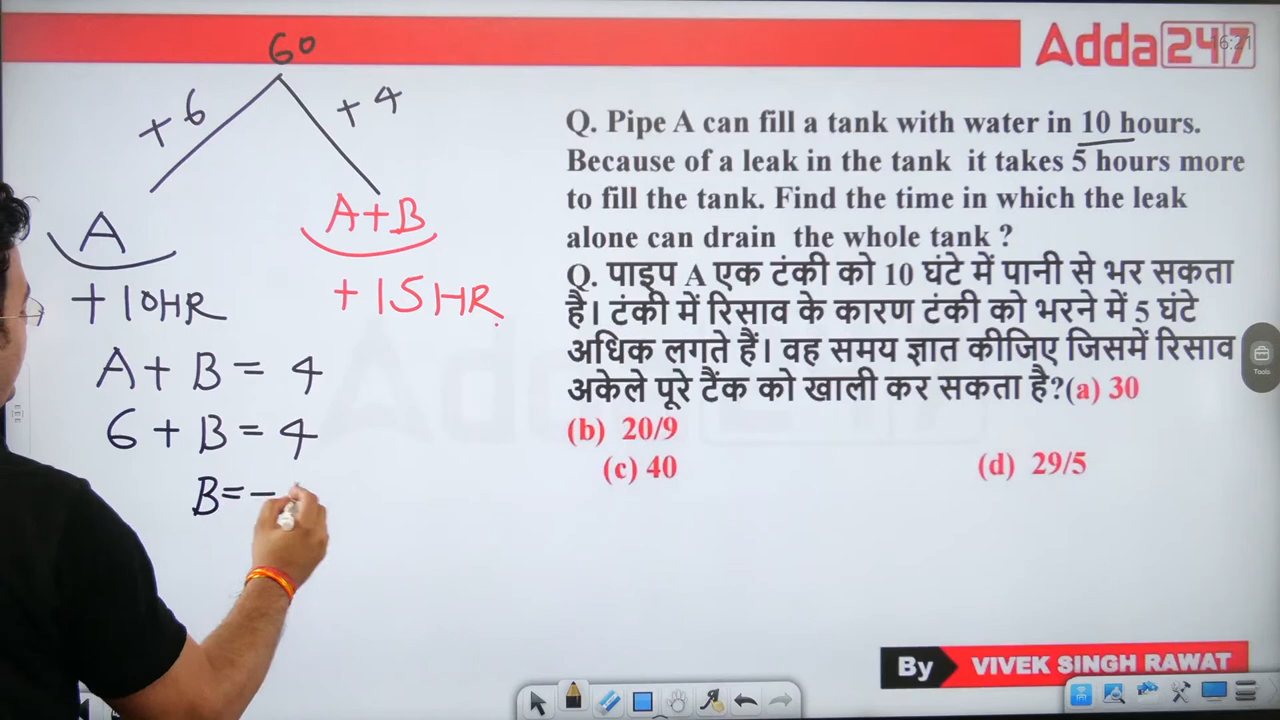 60
+6
+4
A
A+B
+10HR
+15HR
A+B=4
6+B=4
B=-
Adda247
16:21
Q. Pipe A can fill a tank with water in 10 hours.
Because of a leak in the tank it takes 5 hours more
to fill the tank. Find the time in which the leak
alone can drain the whole tank ?
Q. पाइप A एक टंकी को 10 घंटे में पानी से भर सकता
है। टंकी में रिसाव के कारण टंकी को भरने में 5 घंटे
अधिक लगते हैं। वह समय ज्ञात कीजिए जिसमें रिसाव
अकेले पूरे टैंक को खाली कर सकता है?(a) 30
(b) 20/9
(c) 40 (d) 29/5
Tools
By VIVEK SINGH RAWAT